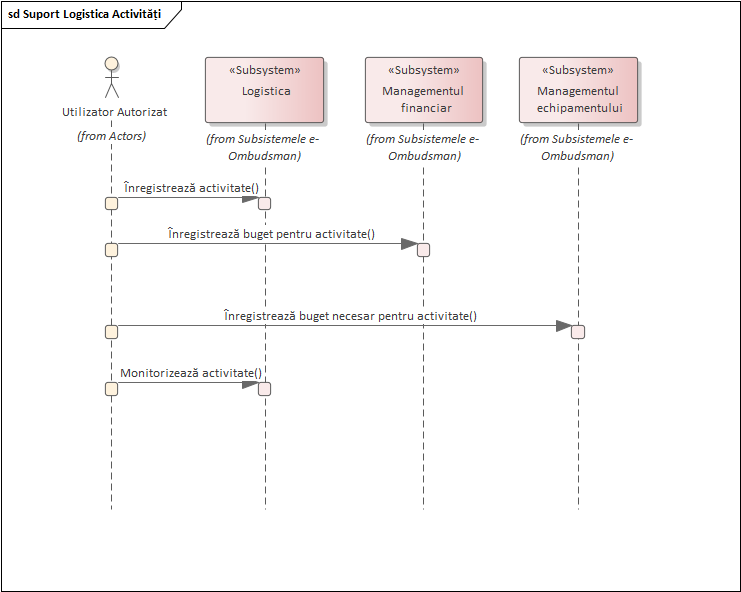 sd Suport Logistica Activități
«Subsystem»
Logistica
«Subsystem»
Managementul
financiar
«Subsystem»
Managementul
echipamentului
Utilizator Autorizat
(from Actors)
(from Subsistemele e-
Ombudsman)
(from Subsistemele e-
Ombudsman)
(from Subsistemele e-
Ombudsman)
Înregistrează activitate()
Înregistrează buget pentru activitate()
Înregistrează buget necesar pentru activitate()
Monitorizează activitate()